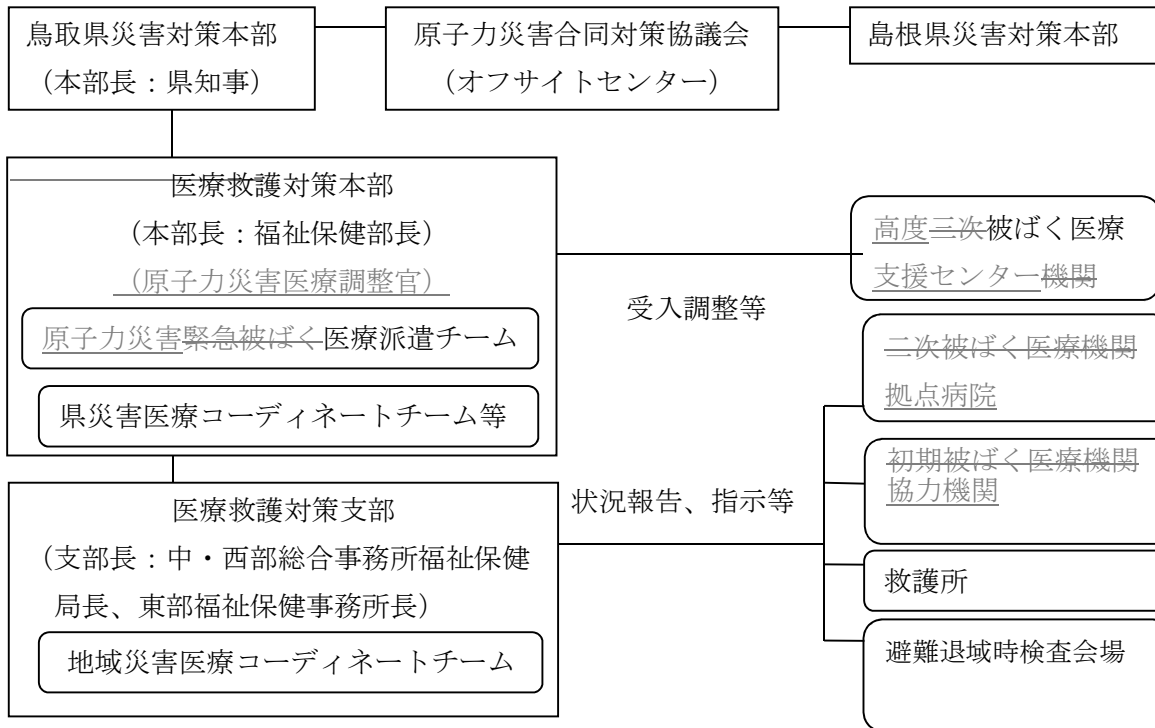 鳥取県災害対策本部
(本部長:県知事)
原子力災害合同対策協議会
(オフサイトセンター)
島根県災害対策本部
医療救護対策本部
(本部長:福祉保健部長)
(原子力災害医療調整官)
原子力災害緊急被ばく医療派遣チーム
県災害医療コーディネートチーム等
受入調整等
高度三次被ばく医療
支援センター機関
二次被ばく医療機関
拠点病院
初期被ばく医療機関
協力機関
救護所
避難退域時検査会場
状況報告、指示等
医療救護対策支部
(支部長:中・西部総合事務所福祉保健
局長、東部福祉保健事務所長)
地域災害医療コーディネートチーム